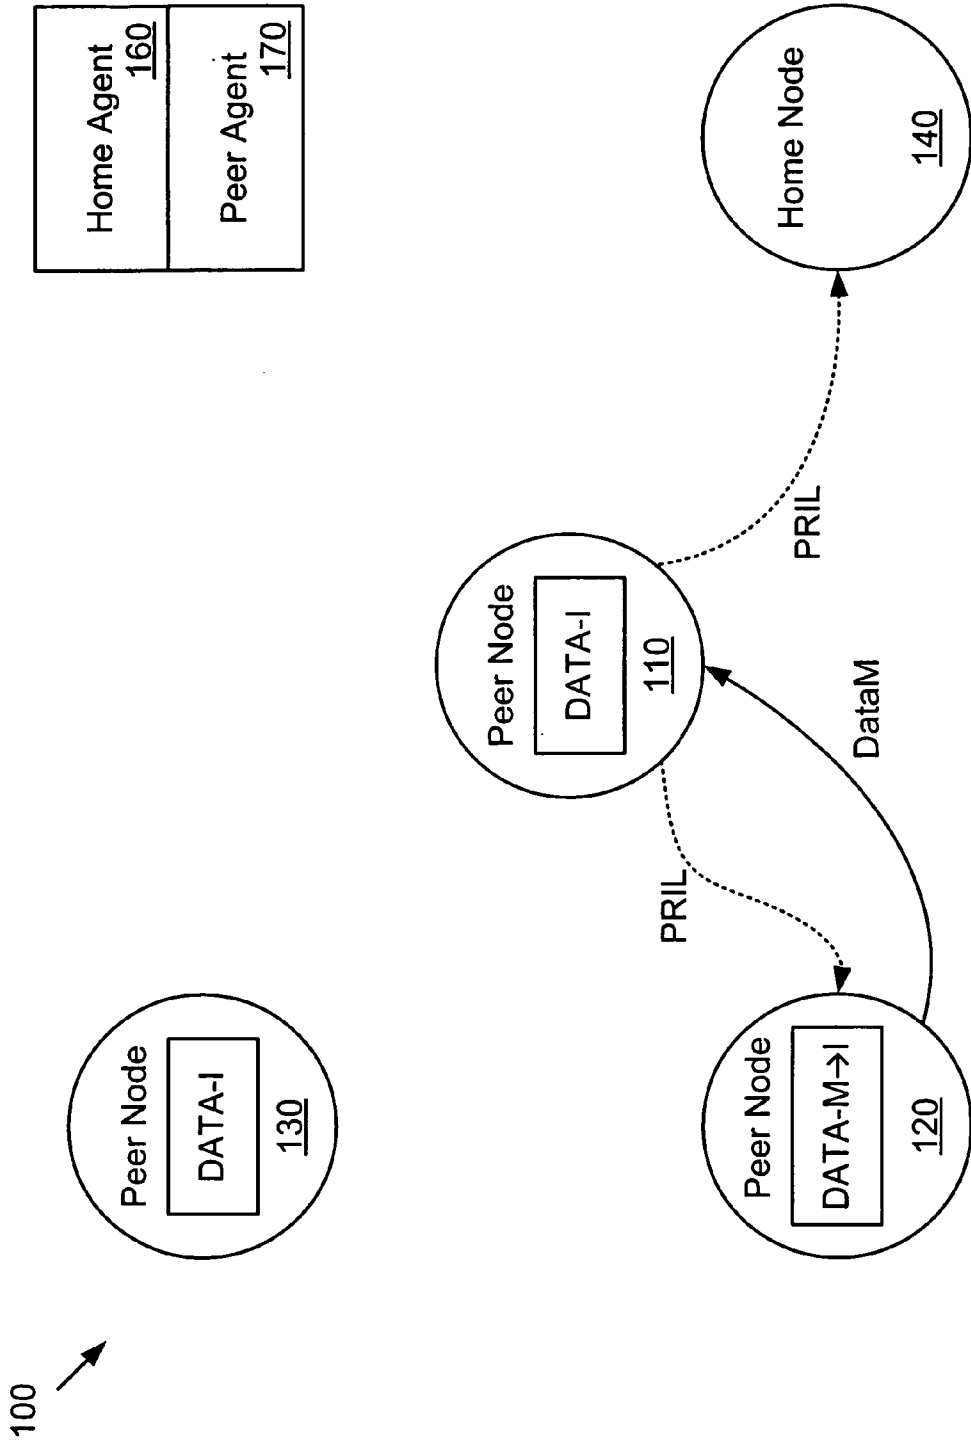 100
Peer Node
DATA-I
130
Home Agent
160
Peer Agent
170
Peer Node
DATA-I
110
PRIL
PRIL
DataM
Peer Node
DATA-M→I
120
Home Node
140